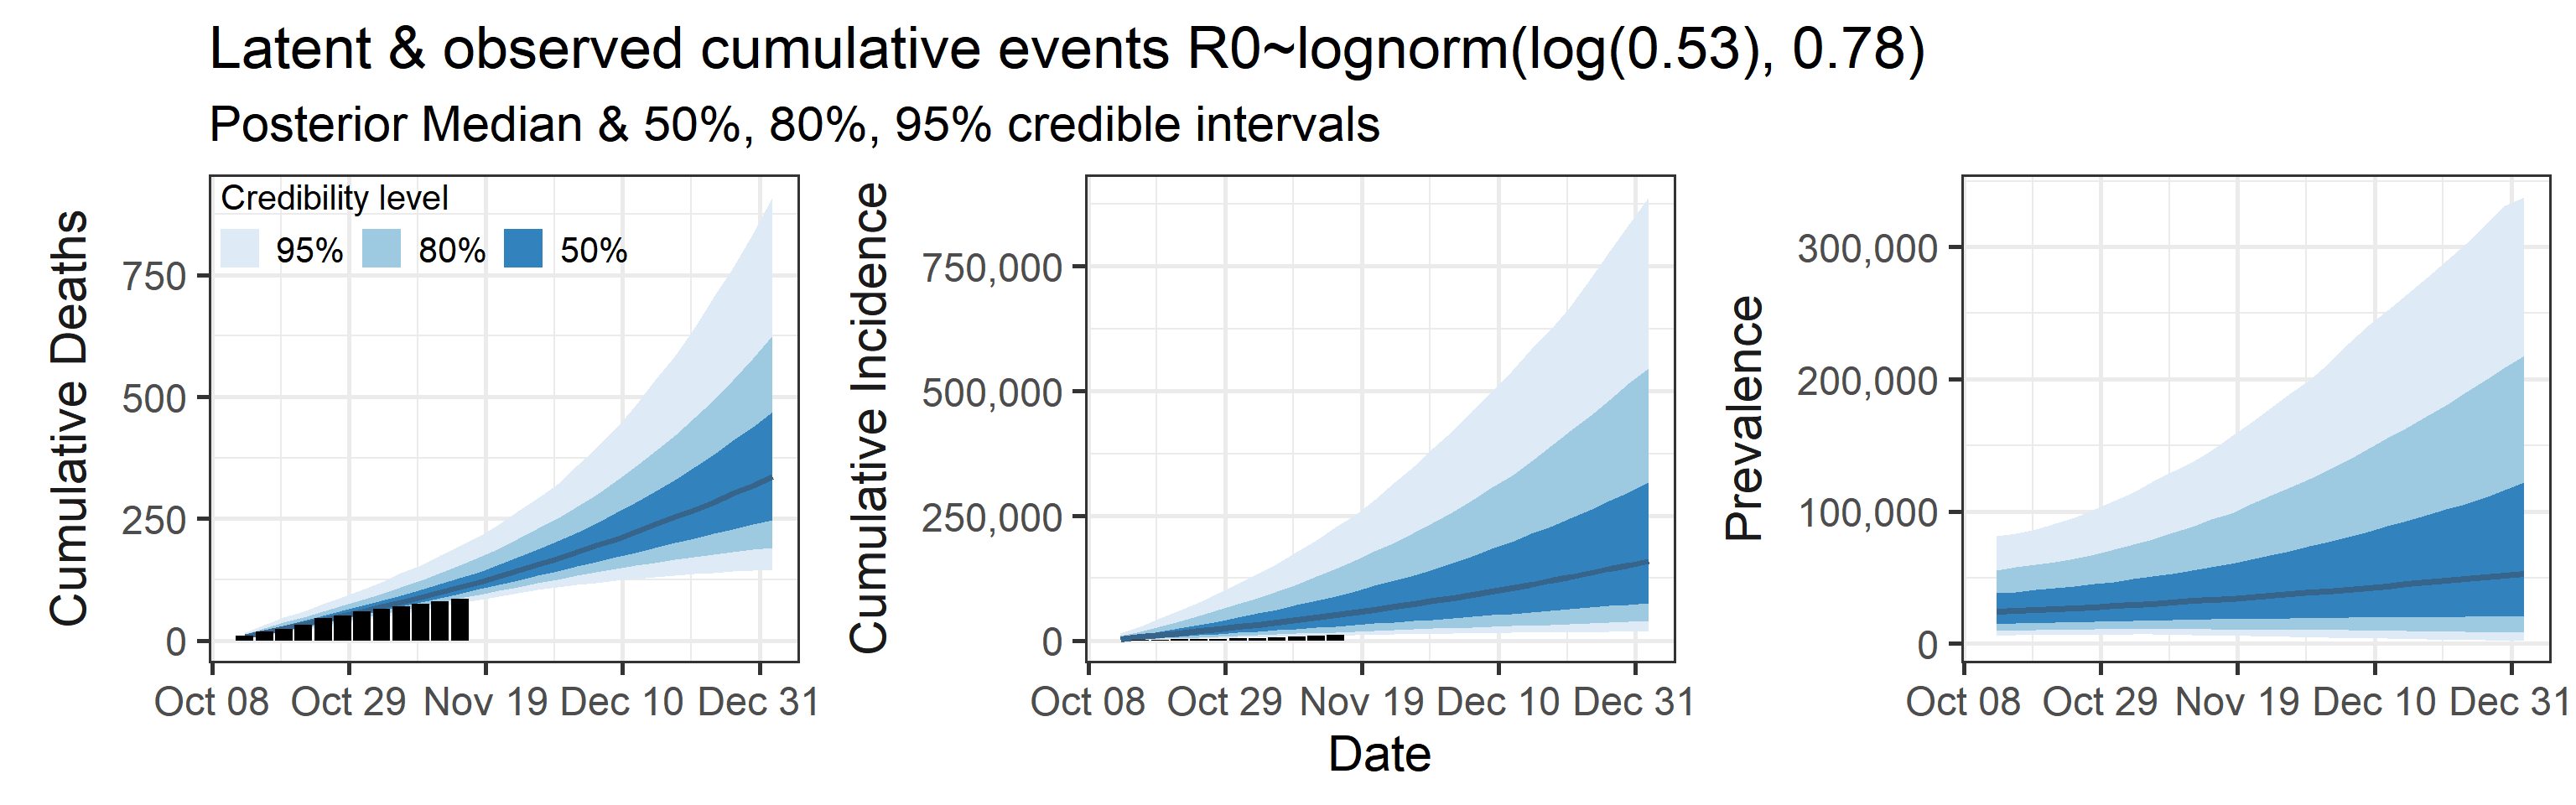 Latent & observed cumulative events R0~lognorm(log(0.53), 0.78)
Posterior Median & 50%, 80%, 95% credible intervals
Cumulative Deaths
Credibility level
95% 80% 50%
750
500
250
0
Oct 08 Oct 29 Nov 19 Dec 10 Dec 31
Cumulative Incidence
750,000
500,000
250,000
0
Oct 08 Oct 29 Nov 19 Dec 10 Dec 31
Prevalence
300,000
200,000
100,000
0
Oct 08 Oct 29 Nov 19 Dec 10 Dec 31
Date